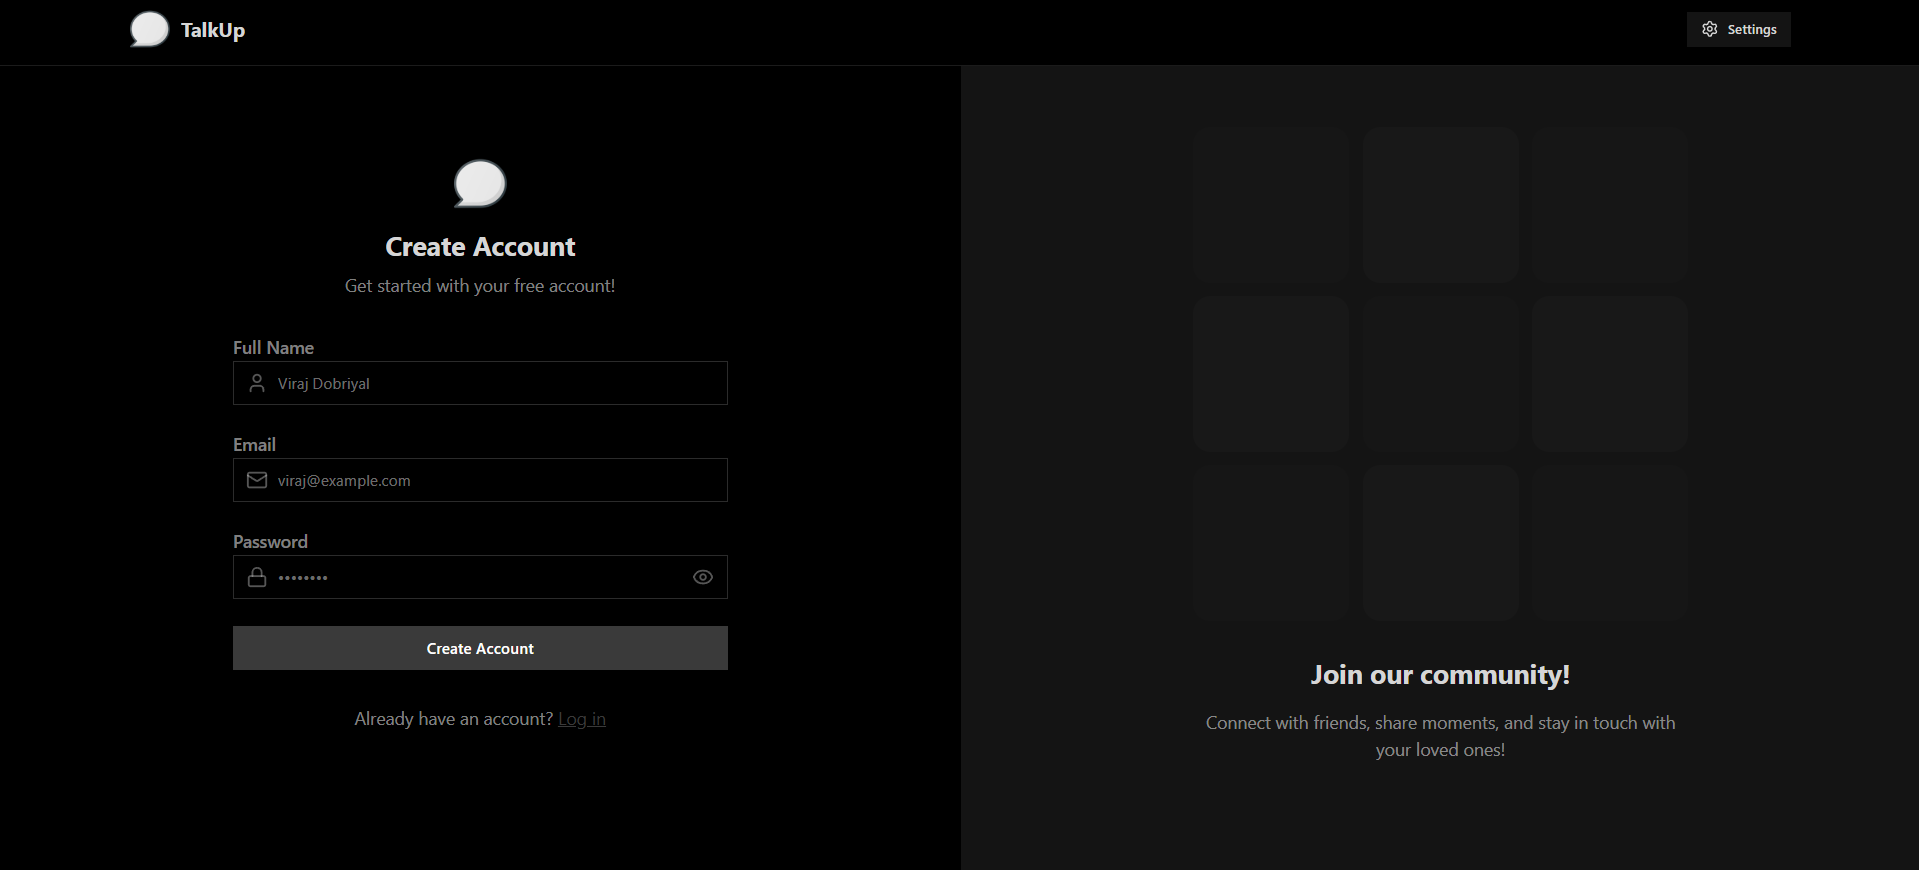 TalkUp
Settings
Create Account
Get started with your free account!
Full Name
Viraj Dobriyal
Email
viraj@example.com
Password
••••••••
Create Account
Already have an account? Log in
Join our community!
Connect with friends, share moments, and stay in touch with
your loved ones!